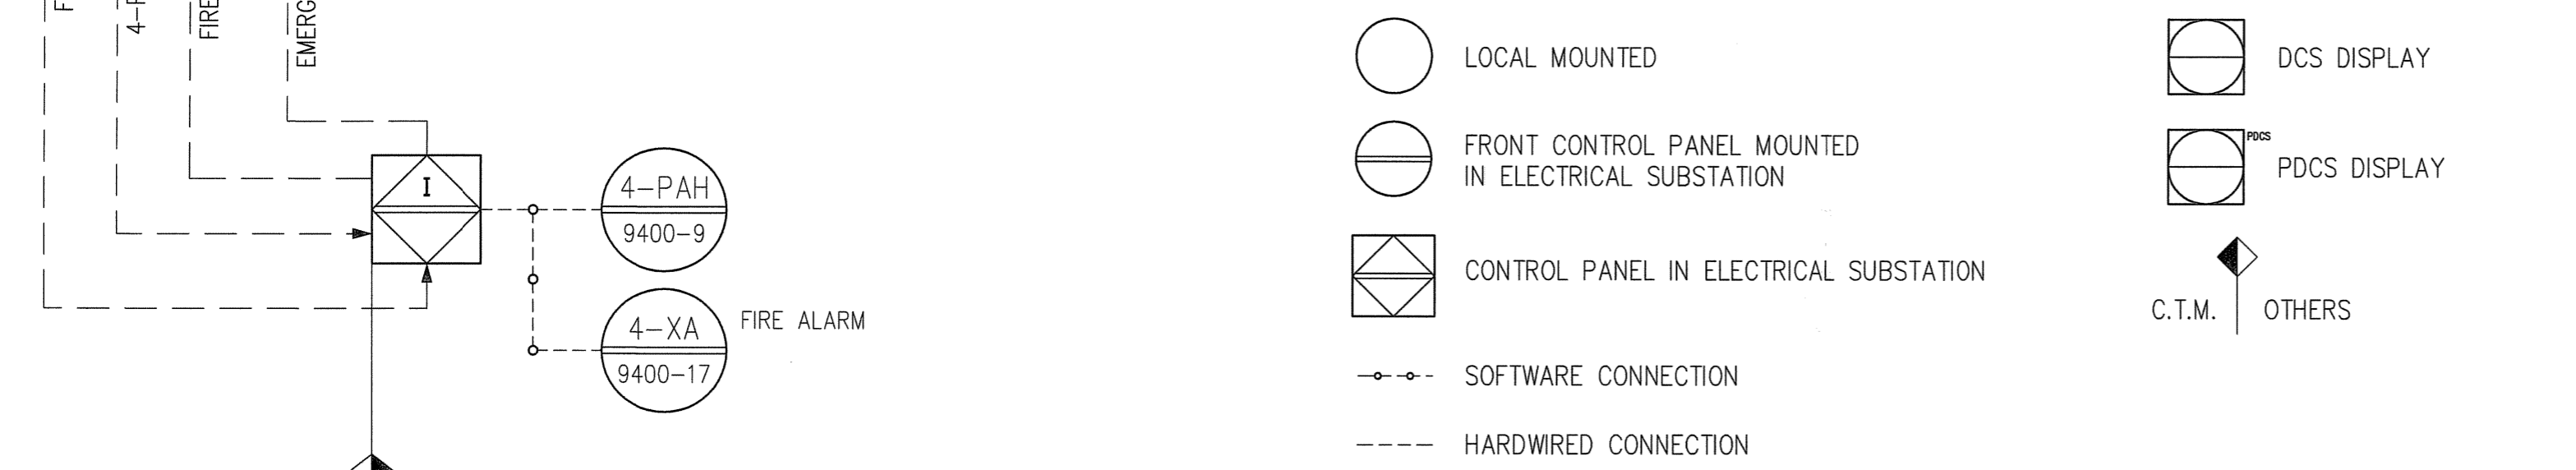 FIRE
EMERG
I
4-PAH
9400-9
4-XA
9400-17
FIRE ALARM
LOCAL MOUNTED
FRONT CONTROL PANEL MOUNTED
IN ELECTRICAL SUBSTATION
CONTROL PANEL IN ELECTRICAL SUBSTATION
SOFTWARE CONNECTION
HARDWIRED CONNECTION
DCS DISPLAY
PDCS
PDCS DISPLAY
C.T.M.
OTHERS